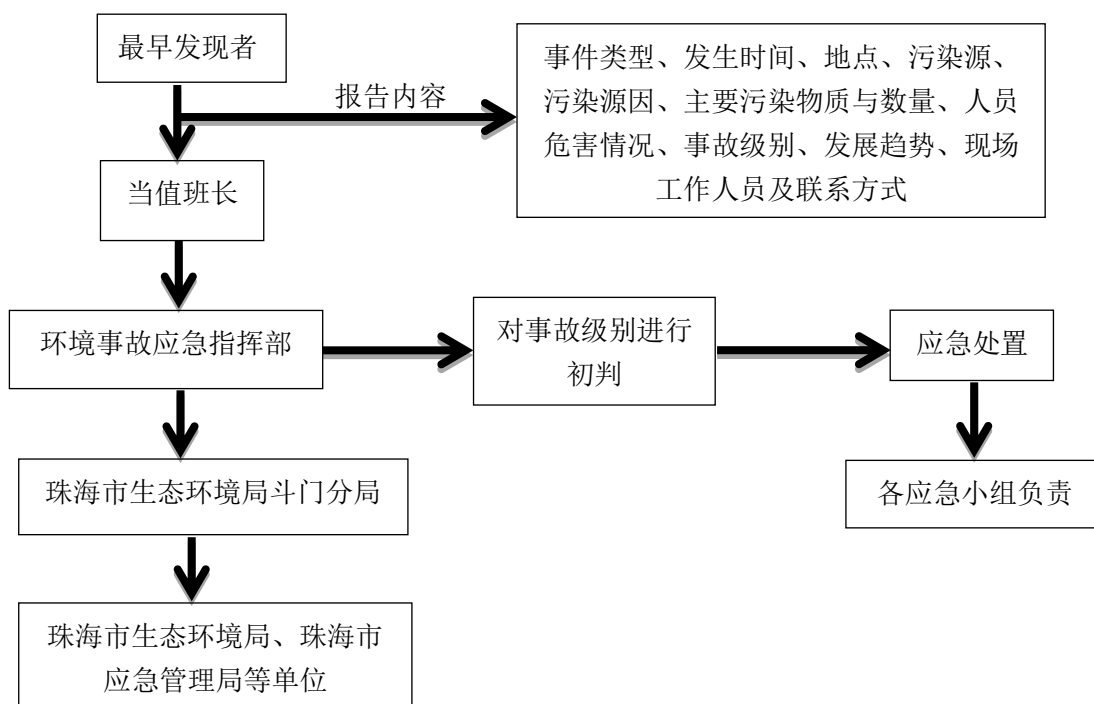 最早发现者
报告内容
事件类型、发生时间、地点、污染源、
污染源因、主要污染物质与数量、人员
危害情况、事故级别、发展趋势、现场
工作人员及联系方式
当值班长
环境事故应急指挥部
对事故级别进行
初判
应急处置
珠海市生态环境局斗门分局
各应急小组负责
珠海市生态环境局、珠海市
应急管理局等单位